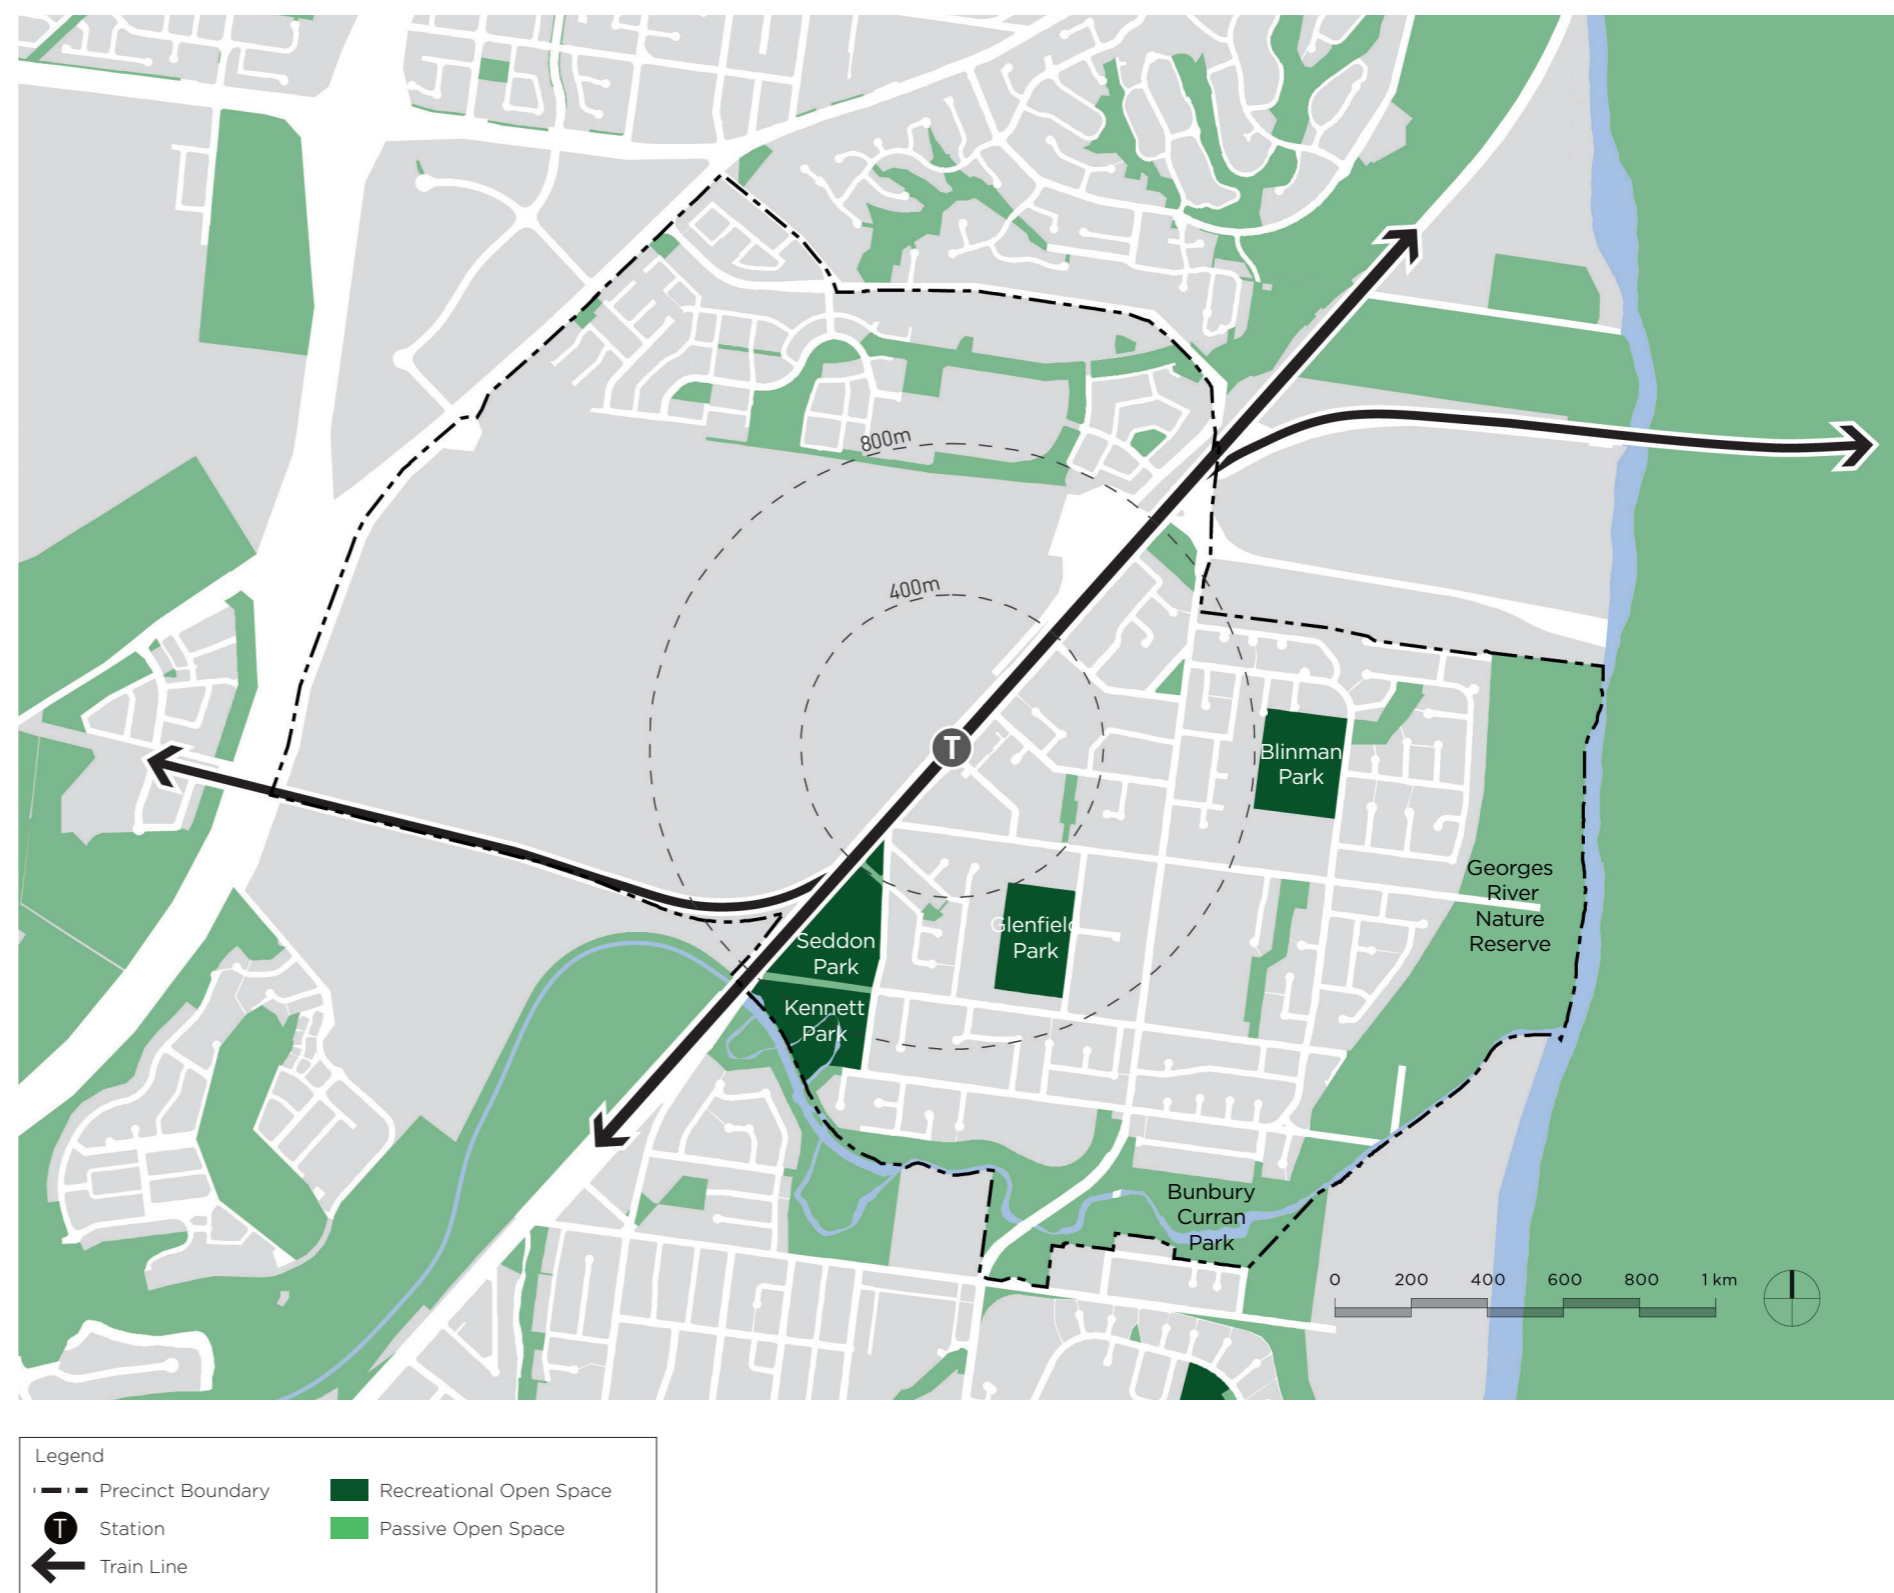 800m
400m
T
Blinman
Park
Georges
River
Nature
Reserve
Glenfield
Park
Seddon
Park
Kennett
Park
Bunbury
Curran
Park
0 200 400 600 800 1 km
Legend
Precinct Boundary
T Station
Train Line
Recreational Open Space
Passive Open Space